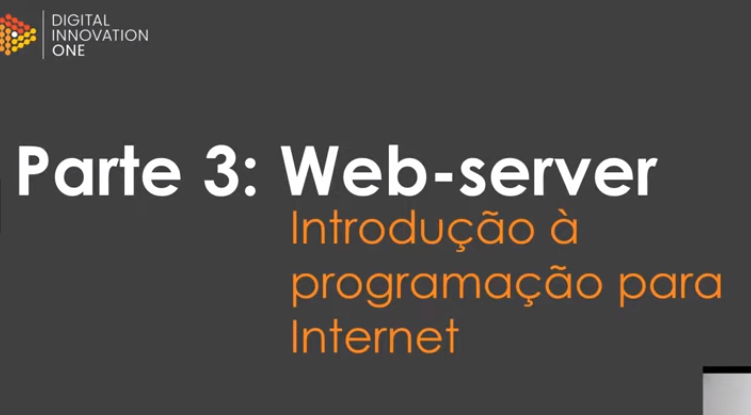 DIGITAL
INNOVATION
ONE
Parte 3: Web-server
Introdução à
programação para
Internet